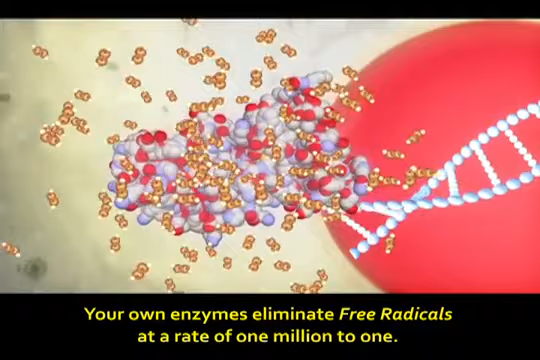 Your own enzymes eliminate Free Radicals
at a rate of one million to one.